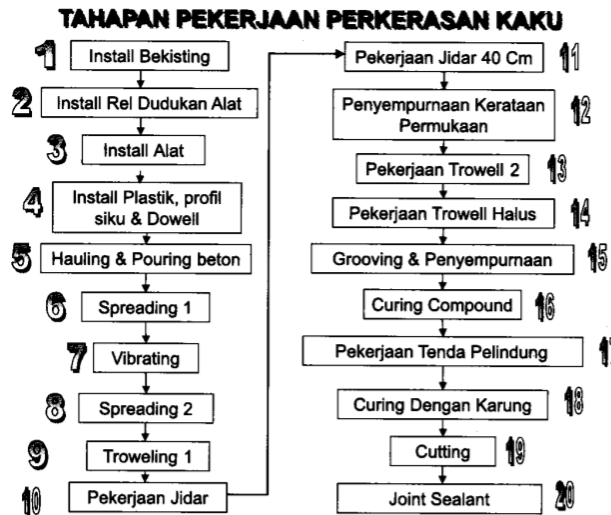 TAHAPAN PEKERJAAN PERKERASAN KAKU
1 Install Bekisting
2 Install Rel Dudukan Alat
3 Install Alat
4 Install Plastik, profil
siku & Dowell
5 Hauling & Pouring beton
6 Spreading 1
7 Vibrating
8 Spreading 2
9 Troweling 1
10 Pekerjaan Jidar
Pekerjaan Jidar 40 Cm 11
Penyempurnaan Kerataan 12
Permukaan
Pekerjaan Trowell 2 13
Pekerjaan Trowell Halus 14
Grooving & Penyempurnaan 15
Curing Compound 16
Pekerjaan Tenda Pelindung
Curing Dengan Karung 18
Cutting 19
Joint Sealant 20